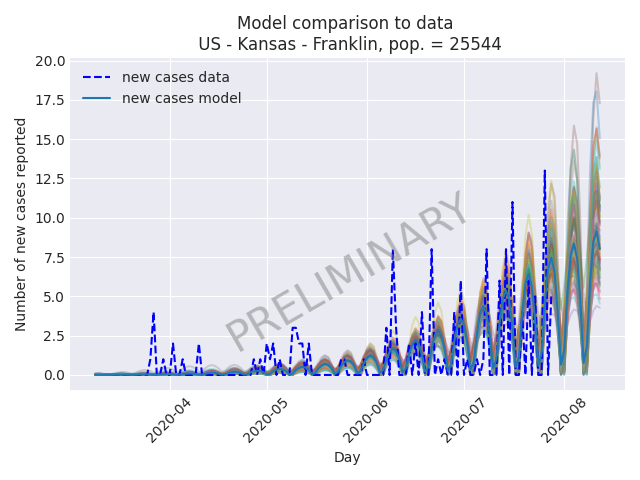 Model comparison to data
US - Kansas - Franklin, pop. = 25544
20.0
17.5
15.0
12.5
10.0
7.5
5.0
2.5
0.0
Number of new cases reported
new cases data
new cases model
PRELIMINARY
2020-04
2020-05
2020-06
2020-07
2020-08
Day